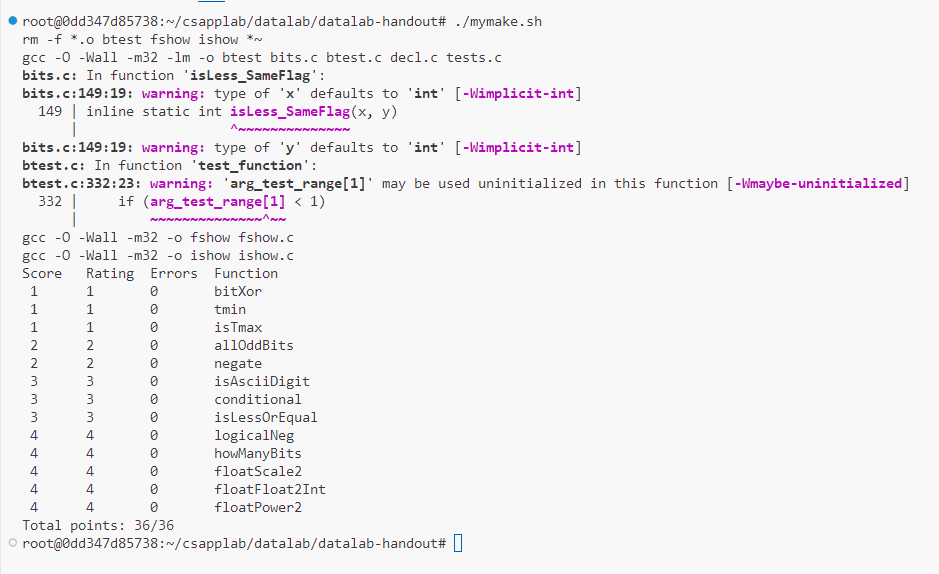 root@0dd347d85738:~/csapplab/datalab/datalab-handout# ./mymake.sh
rm -f *.o btest fshow ishow *~
gcc -O -Wall -m32 -lm -o btest bits.c btest.c decl.c tests.c
bits.c: In function 'isLess_SameFlag':
bits.c:149:19: warning: type of 'x' defaults to 'int' [-Wimplicit-int]
  149 | inline static int isLess_SameFlag(x, y)
      |                   ^~~~~~~~~~~~~~~
bits.c:149:19: warning: type of 'y' defaults to 'int' [-Wimplicit-int]
btest.c: In function 'test_function':
btest.c:332:23: warning: 'arg_test_range[1]' may be used uninitialized in this function [-Wmaybe-uninitialized]
  332 |     if (arg_test_range[1] < 1)
      |         ~~~~~~~~~~~~~~^~~
gcc -O -Wall -m32 -o fshow fshow.c
gcc -O -Wall -m32 -o ishow ishow.c
Score   Rating  Errors  Function
 1      1       0       bitXor
 1      1       0       tmin
 1      1       0       isTmax
 2      2       0       allOddBits
 2      2       0       negate
 3      3       0       isAsciiDigit
 3      3       0       conditional
 3      3       0       isLessOrEqual
 4      4       0       logicalNeg
 4      4       0       howManyBits
 4      4       0       floatScale2
 4      4       0       floatFloat2Int
 4      4       0       floatPower2
Total points: 36/36
root@0dd347d85738:~/csapplab/datalab/datalab-handout#